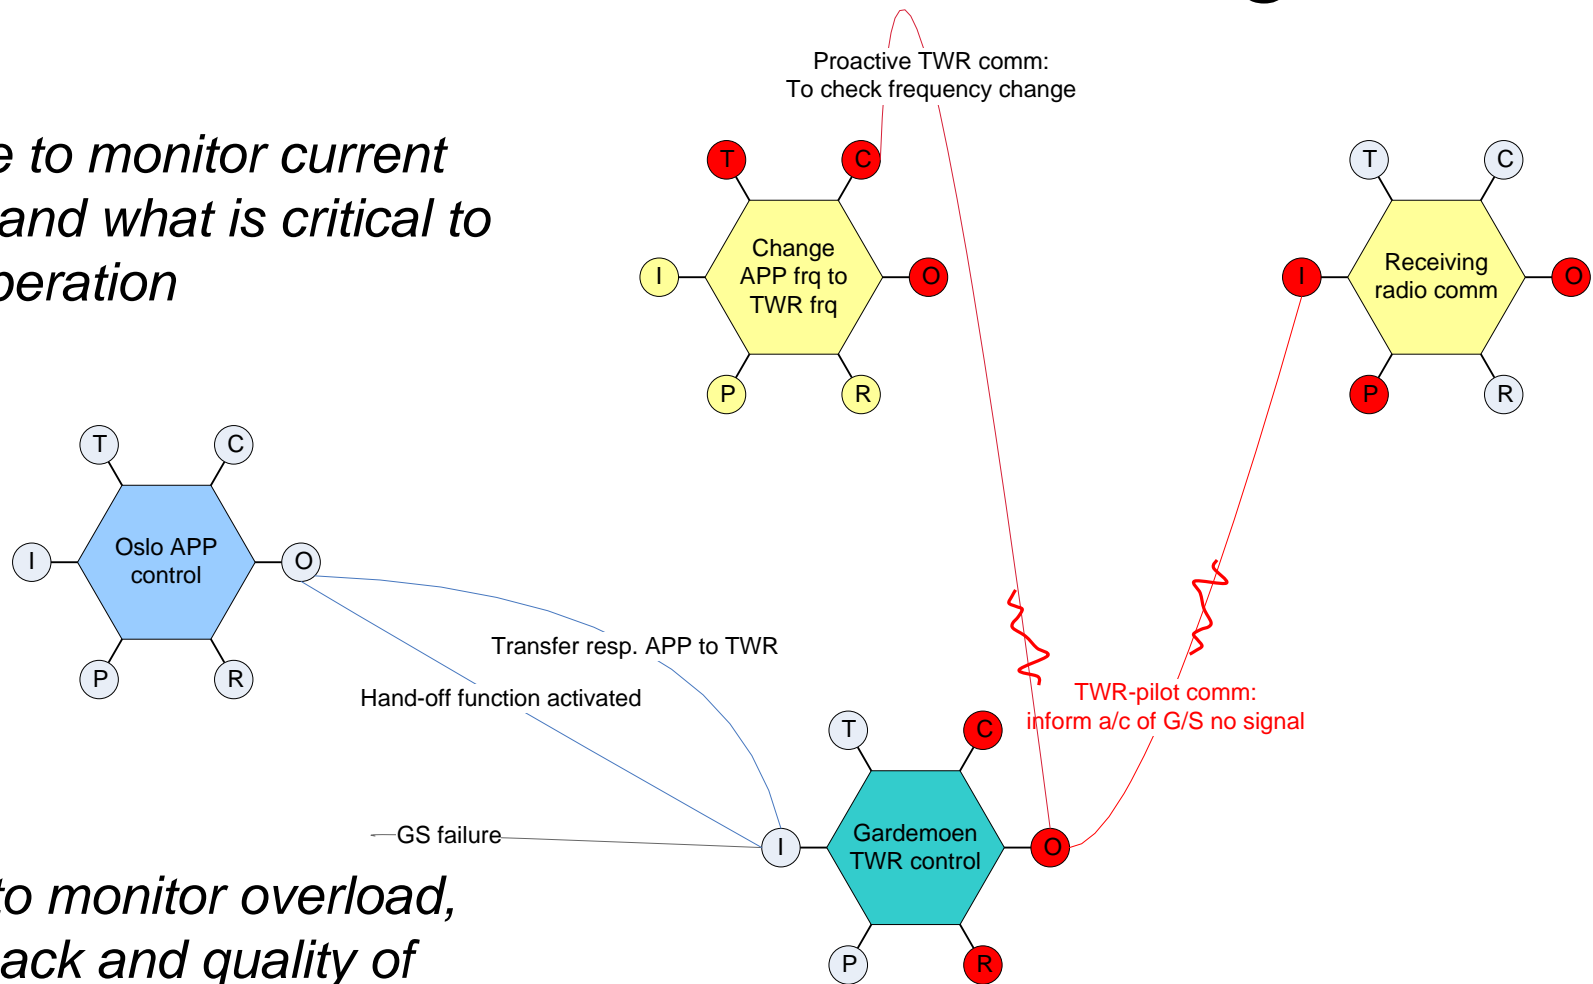 Proactive TWR comm:
To check frequency change
e to monitor current
and what is critical to
peration
T
C
I
Change
APP frq to
TWR frq
O
P
R
T
C
I
Receiving
radio comm
O
P
R
T
C
I
Oslo APP
control
O
P
R
Transfer resp. APP to TWR
Hand-off function activated
TWR-pilot comm:
inform a/c of G/S no signal
GS failure
T
C
I
Gardemoen
TWR control
O
P
R
to monitor overload,
ack and quality of